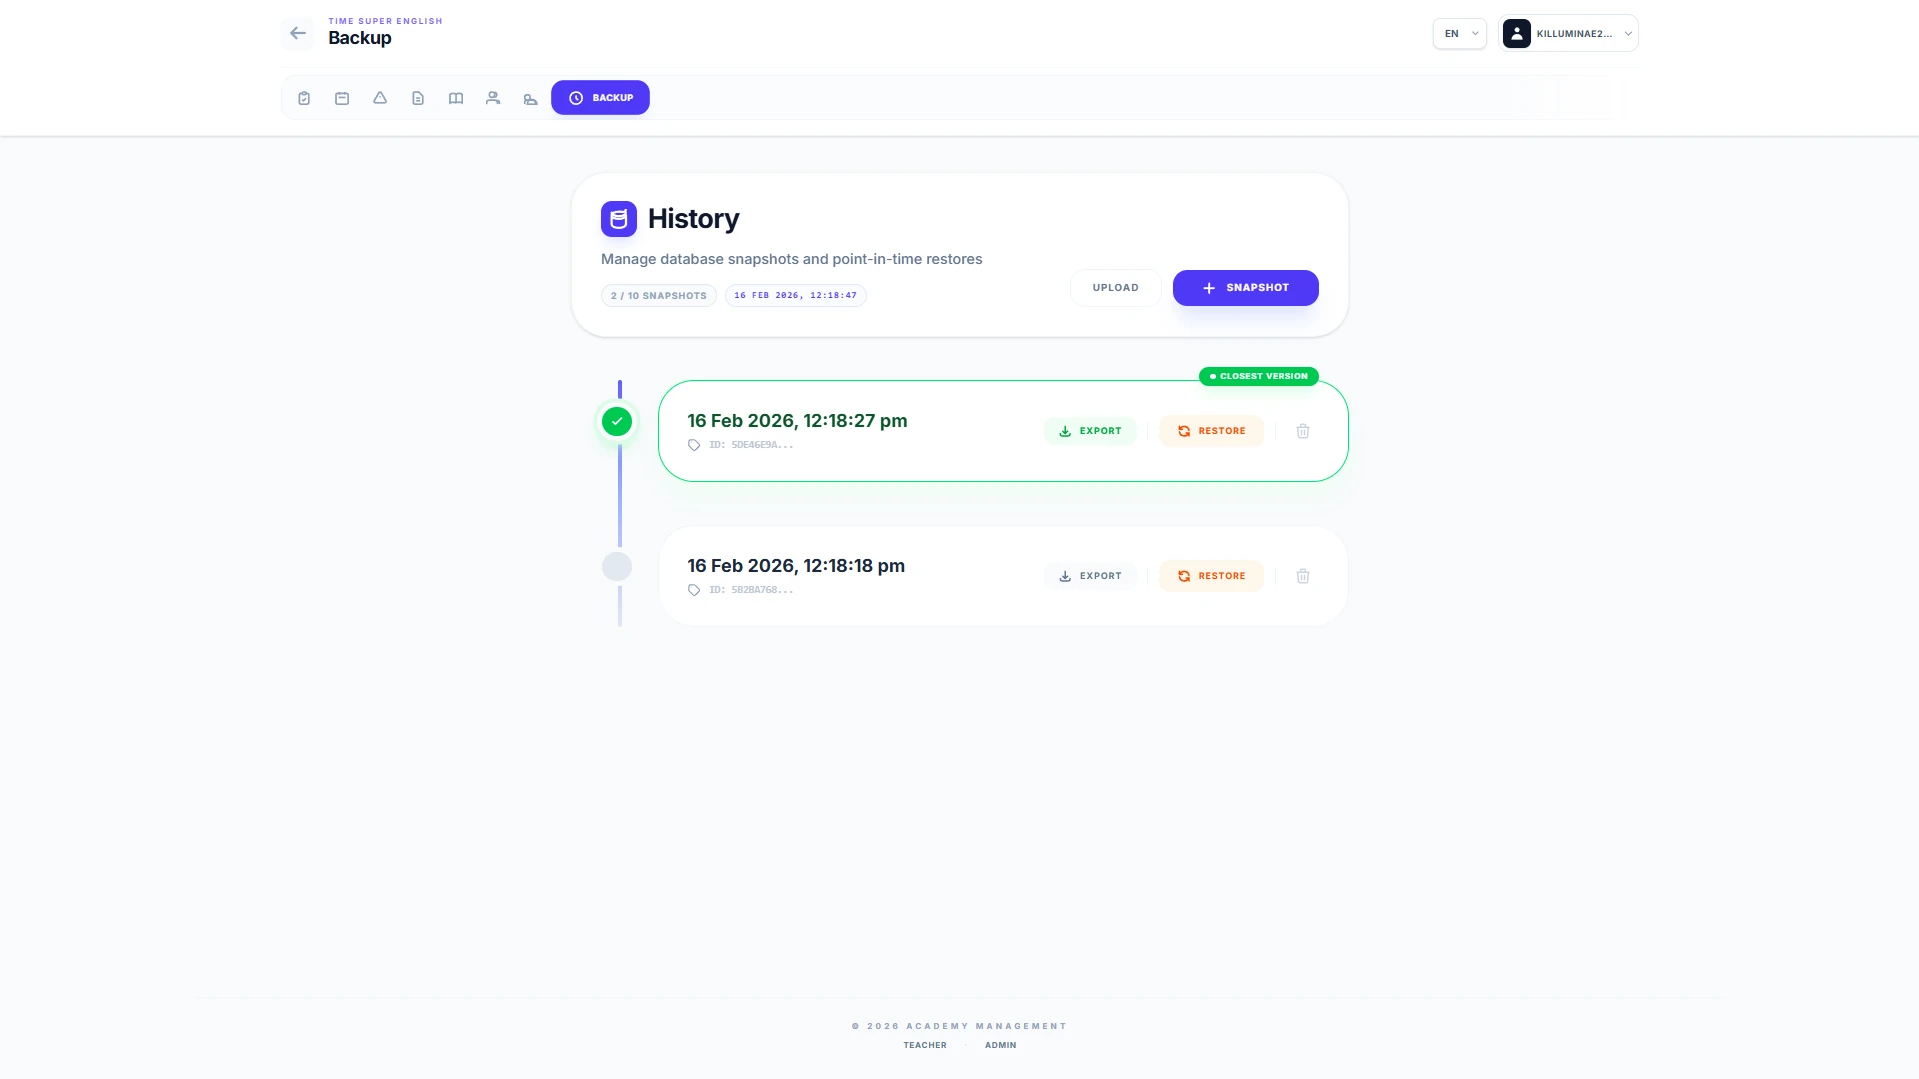 TIME SUPER ENGLISH
Backup
EN
KILLUMINAE2...
BACKUP
History
Manage database snapshots and point-in-time restores
2 / 10 SNAPSHOTS
16 FEB 2026, 12:18:47
UPLOAD
SNAPSHOT
CLOSEST VERSION
16 Feb 2026, 12:18:27 pm
ID: 5DE46E9A...
EXPORT
RESTORE
16 Feb 2026, 12:18:18 pm
ID: 5B2BA768...
EXPORT
RESTORE
© 2026 ACADEMY MANAGEMENT
TEACHER
ADMIN